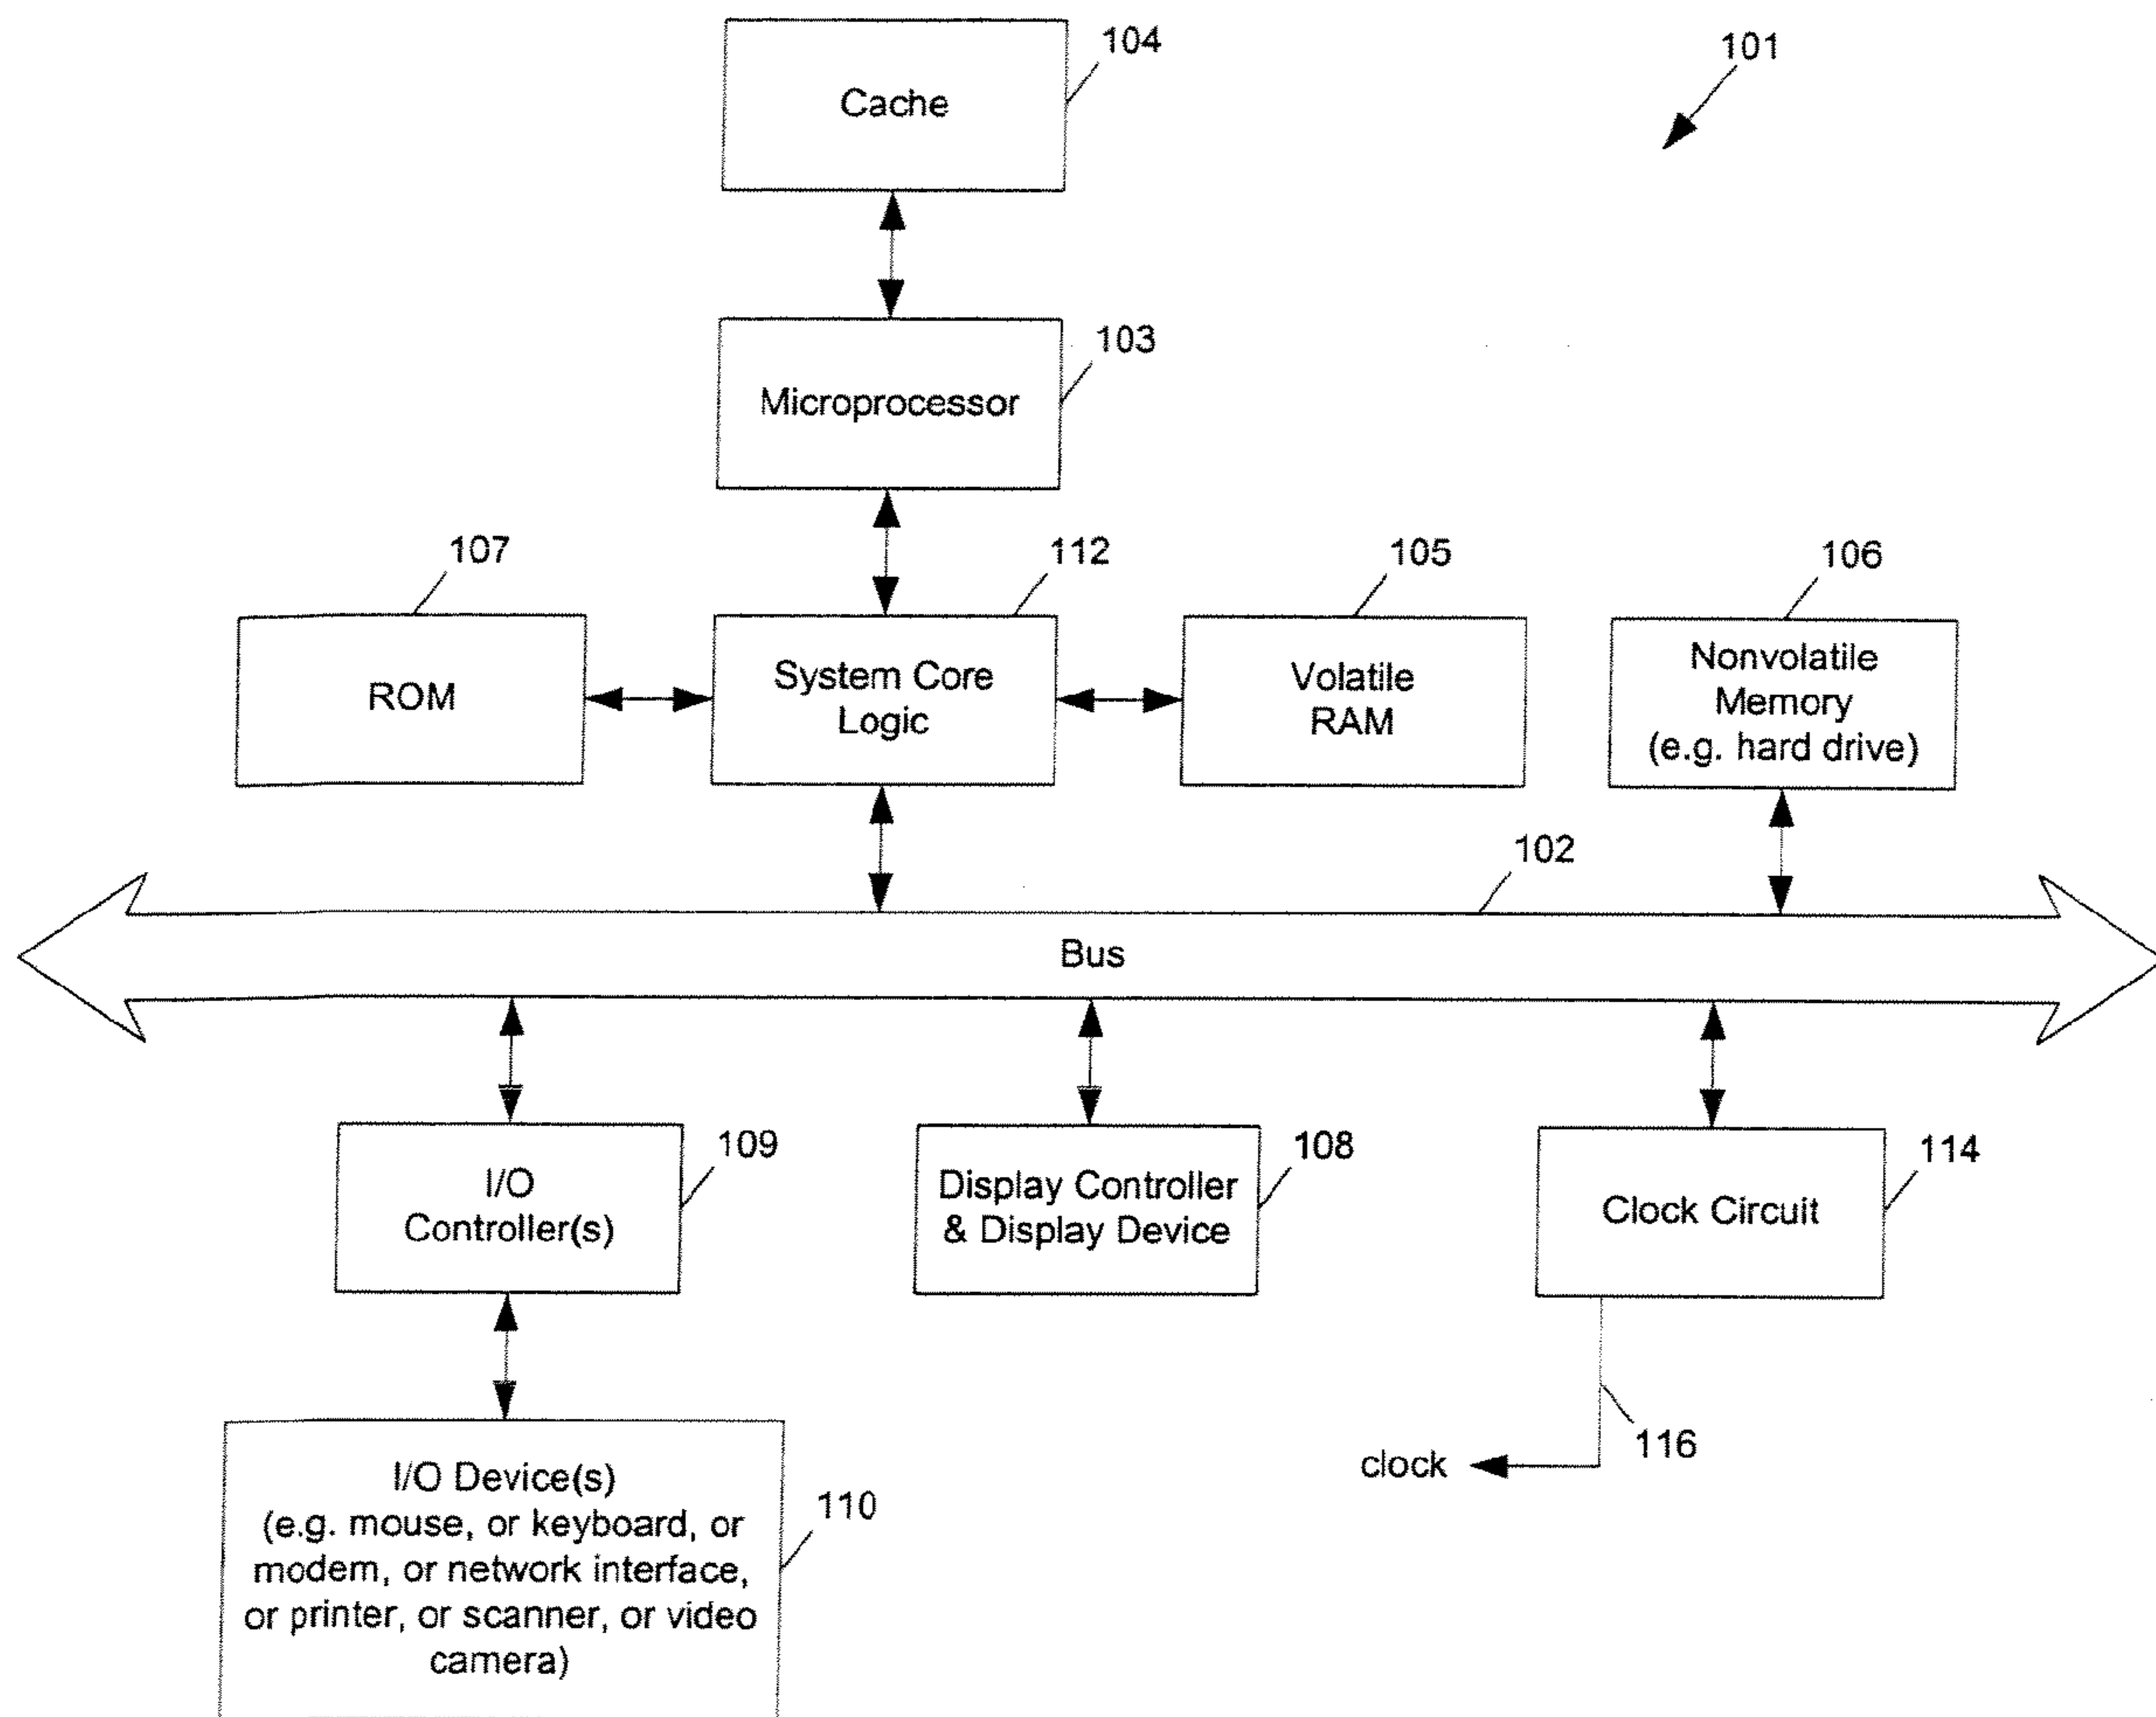 104
101
Cache
103
Microprocessor
107
112
105
106
ROM
System Core
Logic
Volatile
RAM
Nonvolatile
Memory
(e.g. hard drive)
102
Bus
109
108
114
I/O
Controller(s)
Display Controller
& Display Device
Clock Circuit
116
clock
110
I/O Device(s)
(e.g. mouse, or keyboard, or
modem, or network interface,
or printer, or scanner, or video
camera)